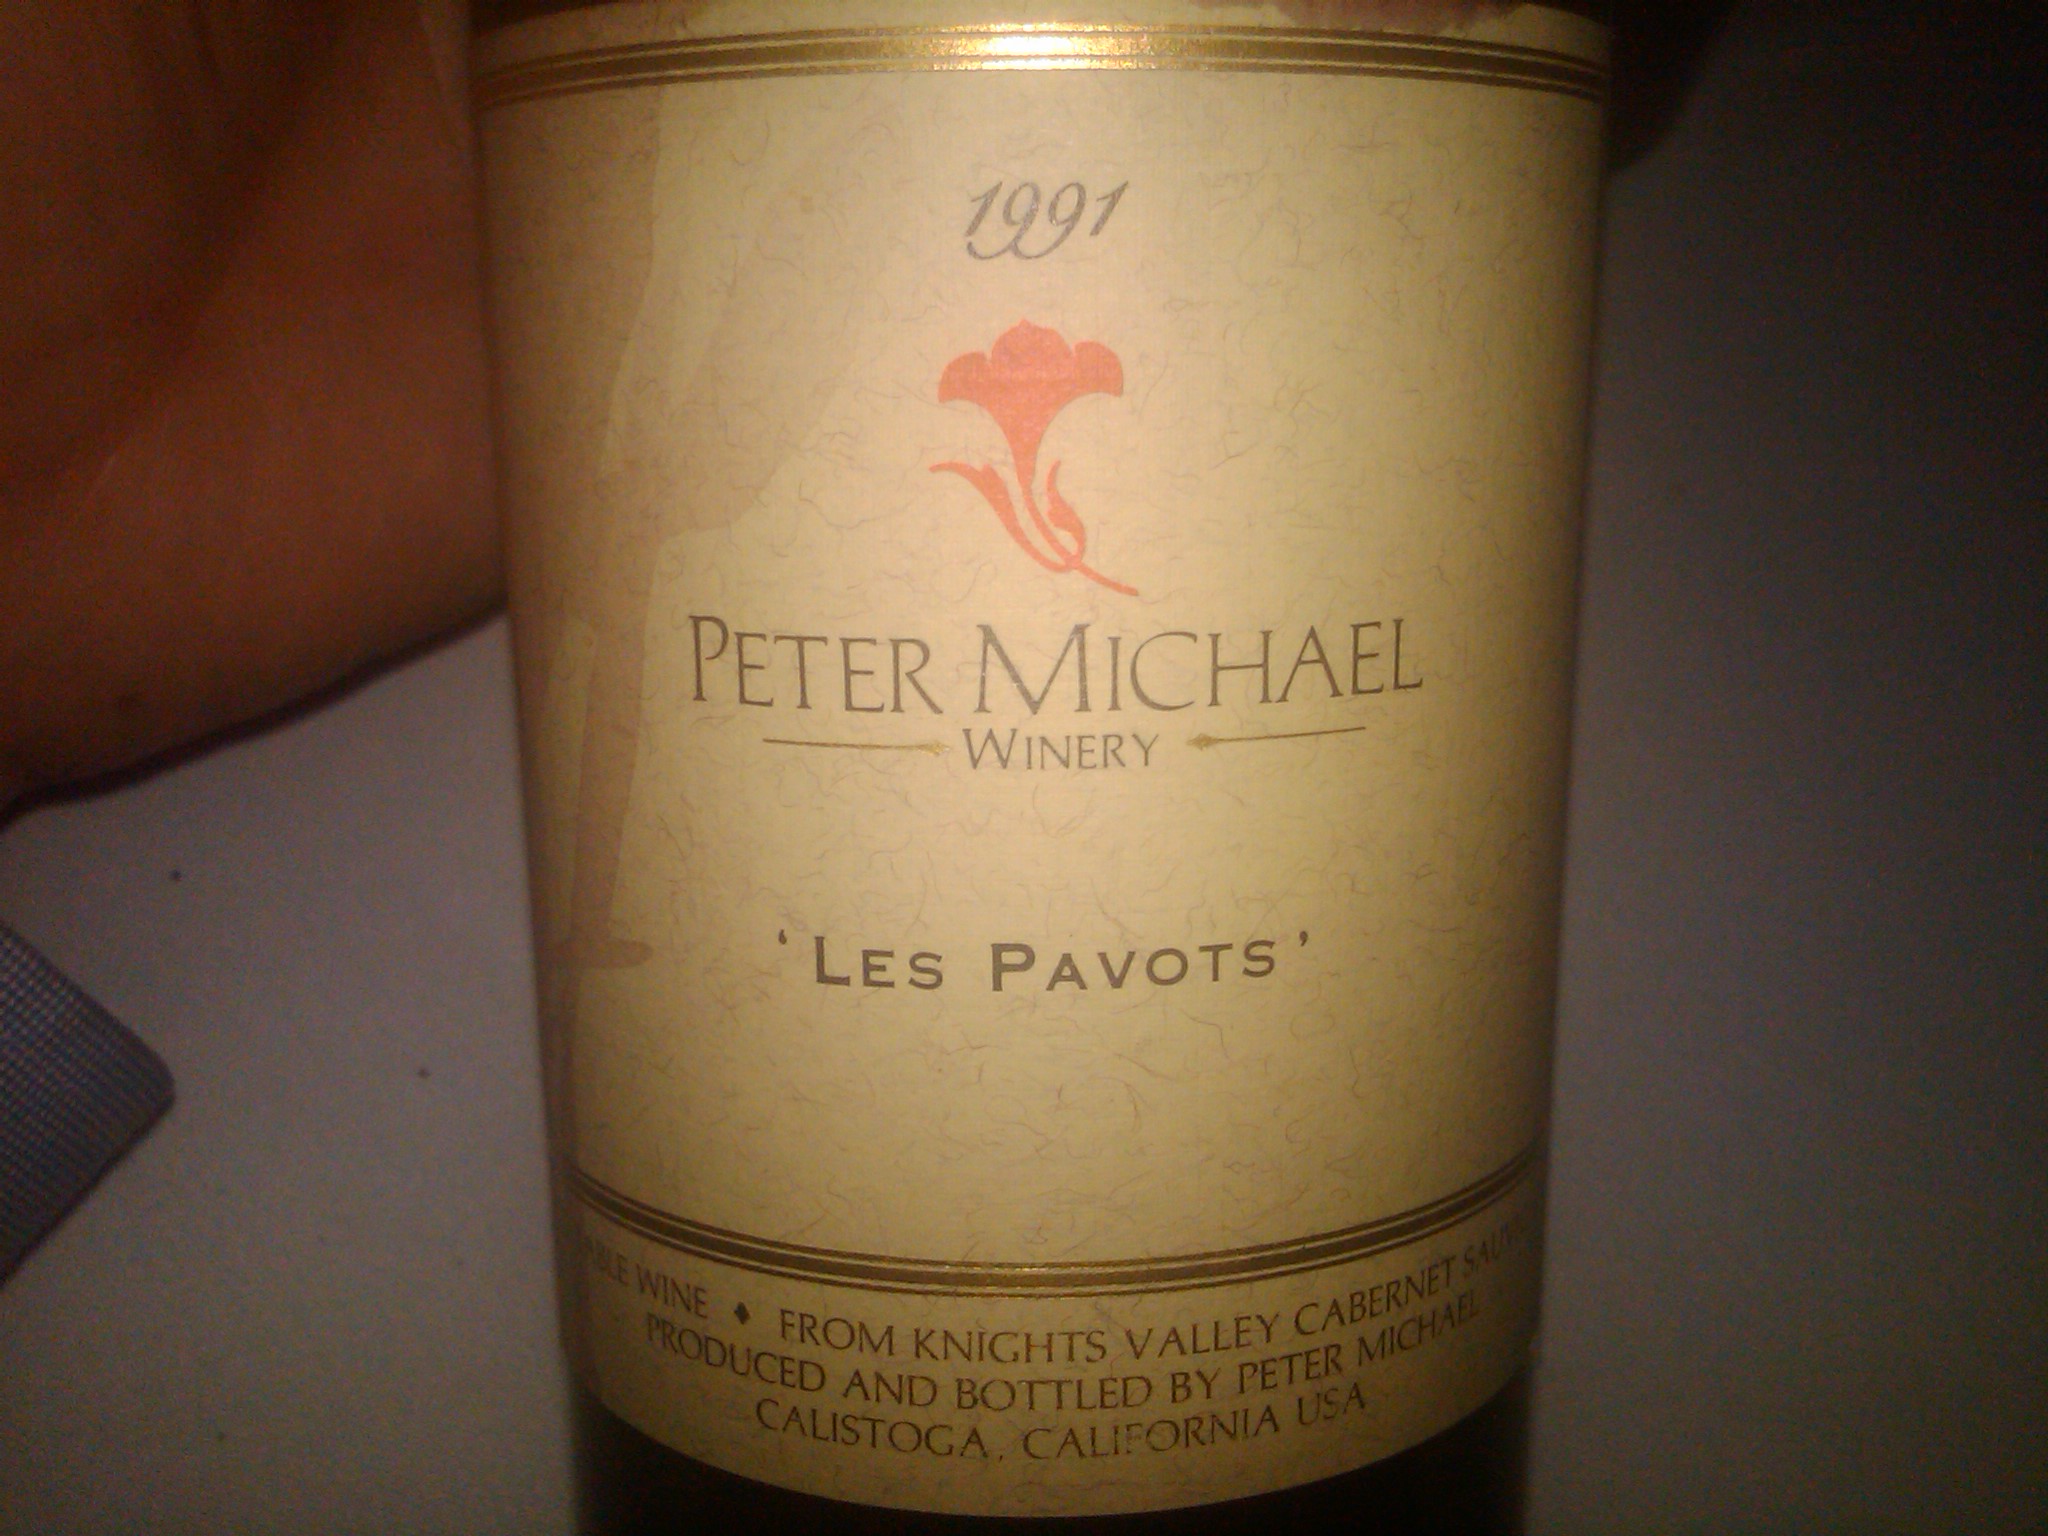 1991
PETER MICHAEL
WINERY
‘LES PAVOTS’
WINE ♦ FROM KNIGHTS VALLEY CABERNET
PRODUCED AND BOTTLED BY PETER MICHAEL
CALISTOGA, CALIFORNIA USA